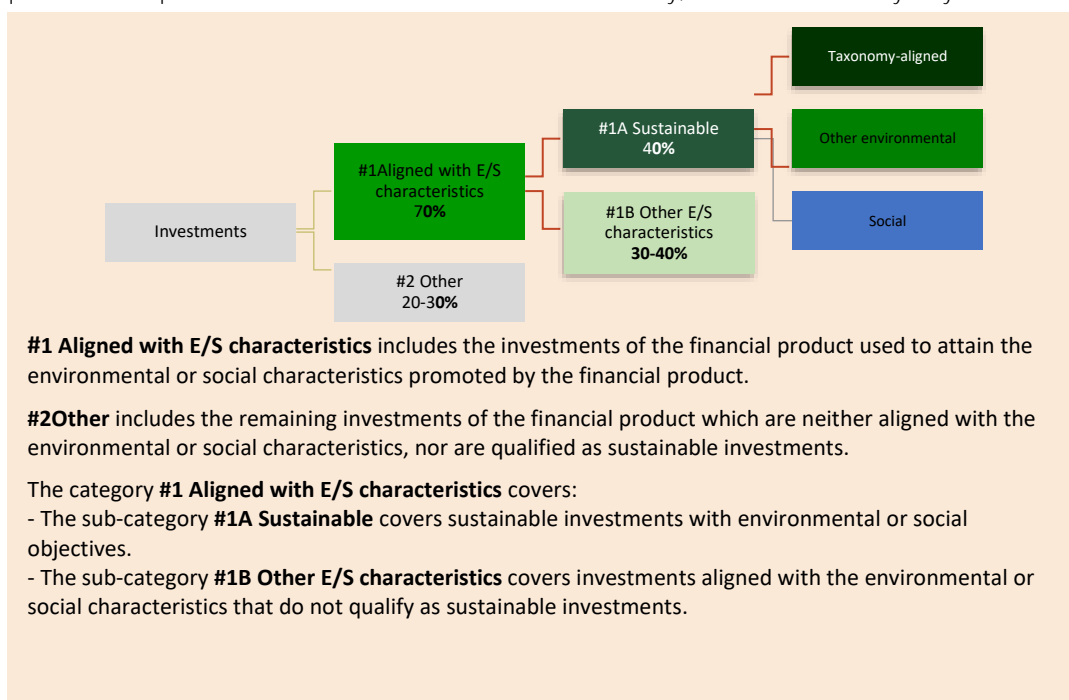 Taxonomy-aligned
#1A Sustainable
40%
Other environmental
#1Aligned with E/S
characteristics
70%
#1B Other E/S
characteristics
30-40%
Social
Investments
#2 Other
20-30%
#1 Aligned with E/S characteristics includes the investments of the financial product used to attain the
environmental or social characteristics promoted by the financial product.
#2Other includes the remaining investments of the financial product which are neither aligned with the
environmental or social characteristics, nor are qualified as sustainable investments.
The category #1 Aligned with E/S characteristics covers:
- The sub-category #1A Sustainable covers sustainable investments with environmental or social
objectives.
- The sub-category #1B Other E/S characteristics covers investments aligned with the environmental or
social characteristics that do not qualify as sustainable investments.